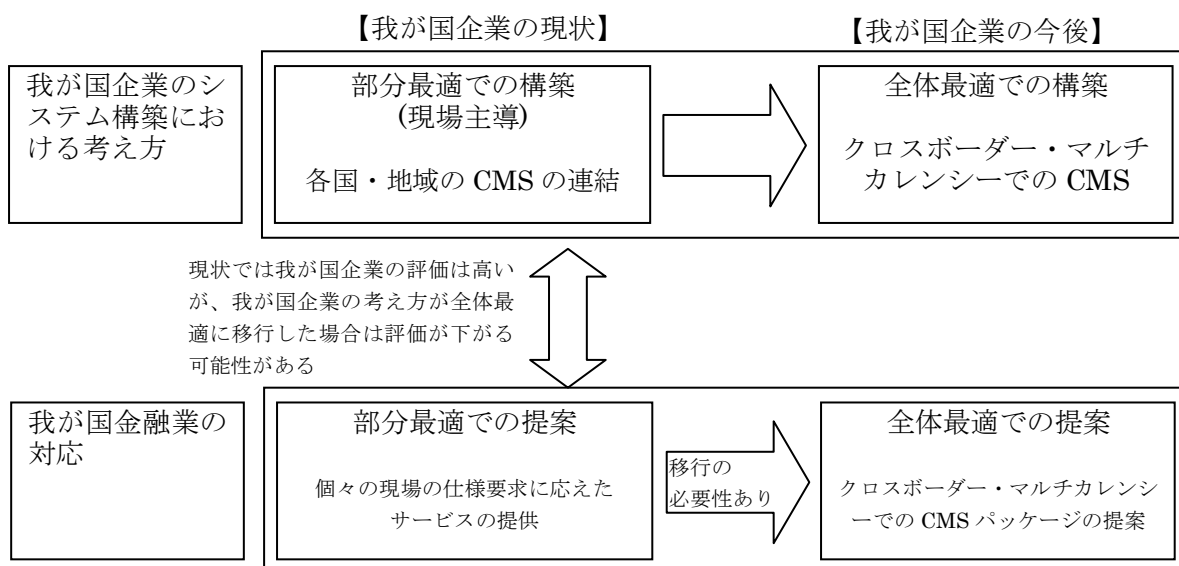 【我が国企業の現状】
【我が国企業の今後】
我が国企業のシ
ステム構築にお
ける考え方
部分最適での構築
(現場主導)
各国・地域の CMS の連結
全体最適での構築
クロスボーダー・マルチ
カレンシーでの CMS
現状では我が国企業の評価は高い
が、我が国企業の考え方が全体最
適に移行した場合は評価が下がる
可能性がある
我が国金融業の
対応
部分最適での提案
個々の現場の仕様要求に応えた
サービスの提供
移行の
必要性あり
全体最適での提案
クロスボーダー・マルチカレンシ
ーでの CMS パッケージの提案